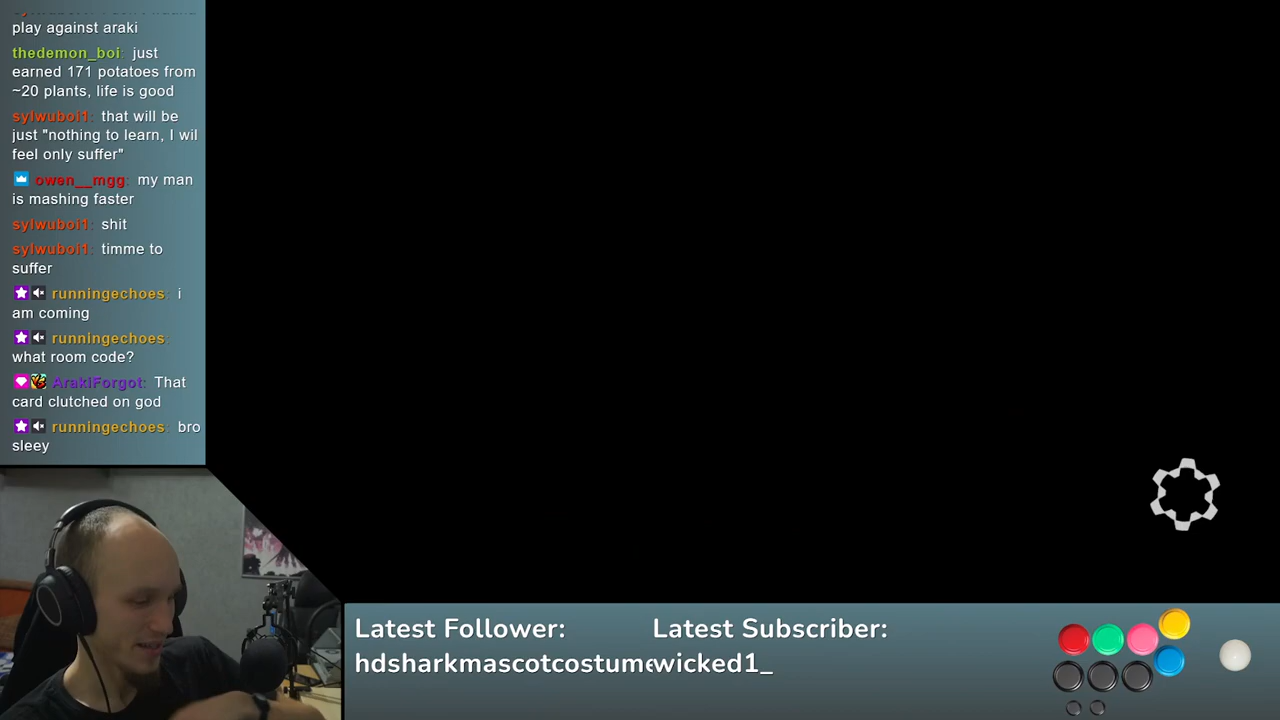 play against araki
thedemon_boi: just
earned 171 potatoes from
~20 plants, life is good
sylwuboi1: that will be
just "nothing to learn, I wil
feel only suffer"
owen__mgg: my man
is mashing faster
sylwuboi1: shit
sylwuboi1: timme to
suffer
runningechoes: i
am coming
runningechoes:
what room code?
ArakiForgot: That
card clutched on god
runningechoes: bro
sleey
Latest Follower:
hdsharkmascotcostume
Latest Subscriber:
wicked1_